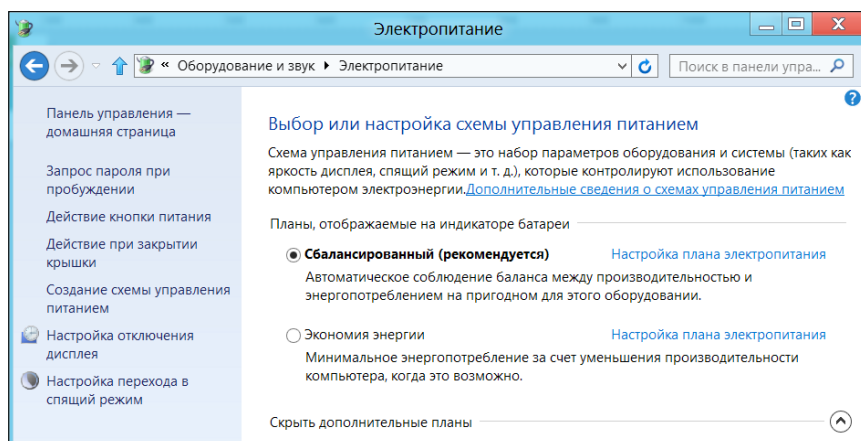 Электропитание
X
« Оборудование и звук ▸ Электропитание
Поиск в панели упра...
?
Панель управления —
домашняя страница
Запрос пароля при
пробуждении
Действие кнопки питания
Действие при закрытии
крышки
Создание схемы управления
питанием
Настройка отключения
дисплея
Настройка перехода в
спящий режим
Выбор или настройка схемы управления питанием
Схема управления питанием — это набор параметров оборудования и системы (таких как
яркость дисплея, спящий режим и т. д.), которые контролируют использование
компьютером электроэнергии.Дополнительные сведения о схемах управления питанием
Планы, отображаемые на индикаторе батареи
Сбалансированный (рекомендуется) Настройка плана электропитания
Автоматическое соблюдение баланса между производительностью и
энергопотреблением на пригодном для этого оборудовании.
Экономия энергии Настройка плана электропитания
Минимальное энергопотребление за счет уменьшения производительности
компьютера, когда это возможно.
Скрыть дополнительные планы